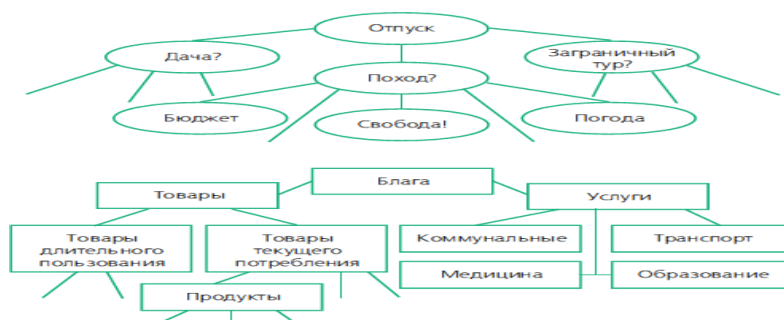 Отпуск
Дача?
Заграничный
тур?
Поход?
Бюджет
Свобода!
Погода
Блага
Товары
Услуги
Товары
длительного
пользования
Товары
текущего
потребления
Коммунальные
Транспорт
Медицина
Образование
Продукты